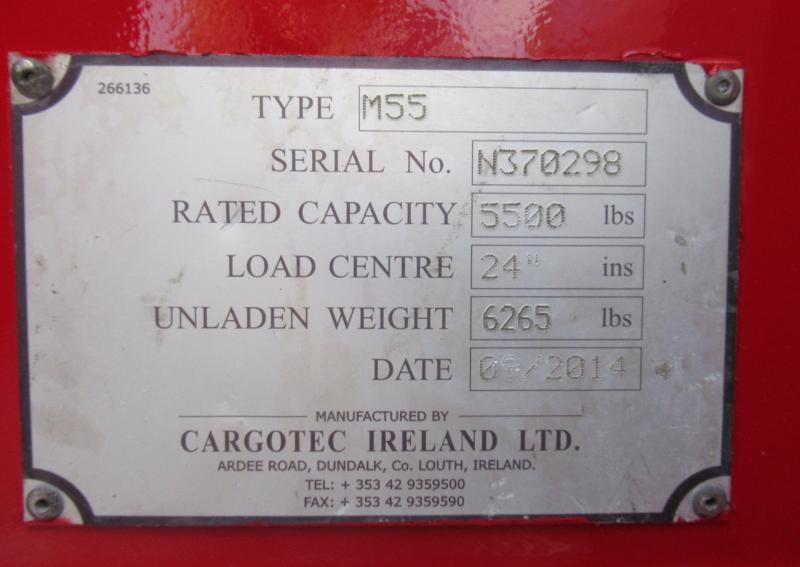 266136
TYPE M55
SERIAL No. N370298
RATED CAPACITY 5500 lbs
LOAD CENTRE 24" ins
UNLADEN WEIGHT 6265 lbs
DATE 09/2014
MANUFACTURED BY
CARGOTEC IRELAND LTD.
ARDEE ROAD, DUNDALK, Co. LOUTH, IRELAND.
TEL: + 353 42 9359500
FAX: + 353 42 9359590